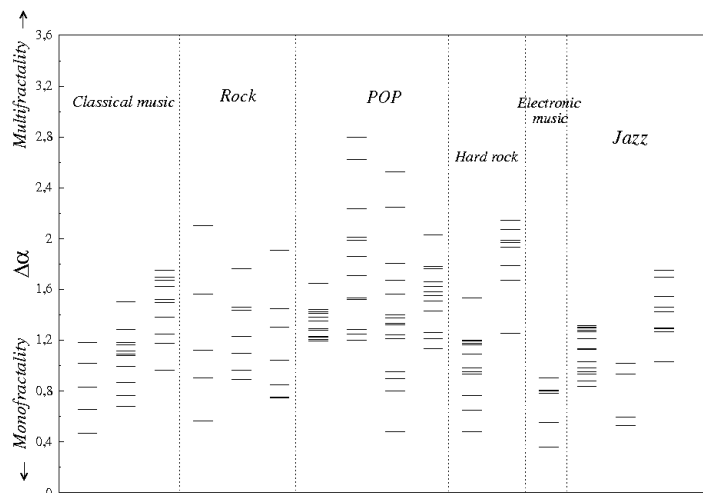 Multifractality
Δα
Monofractality
3,6
3,2
2,8
2,4
2
1,6
1,2
0,8
0,4
0
Classical music
Rock
POP
Hard rock
Electronic
music
Jazz